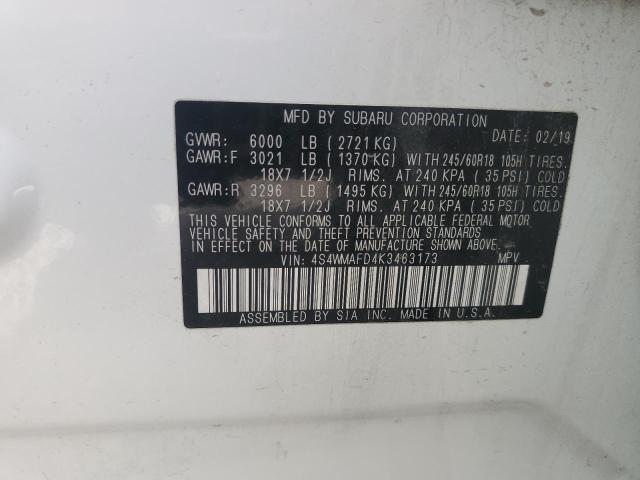 MFD BY SUBARU CORPORATION
GVWR: 6000 LB (2721 KG) DATE: 02/19
GAWR:F 3021 LB (1370 KG) WITH 245/60R18 105H TIRES.
18X7 1/2J RIMS. AT 240 KPA (35 PSI) COLD
GAWR:R 3296 LB (1495 KG) WITH 245/60R18 105H TIRES.
18X7 1/2J RIMS. AT 240 KPA (35 PSI) COLD
THIS VEHICLE CONFORMS TO ALL APPLICABLE FEDERAL MOTOR
VEHICLE SAFETY AND THEFT PREVENTION STANDARDS
IN EFFECT ON THE DATE OF MANUFACTURE SHOWN ABOVE.
VIN: 4S4WMAFD4K3463173 MPV
ASSEMBLED BY SIA INC. MADE IN U.S.A.